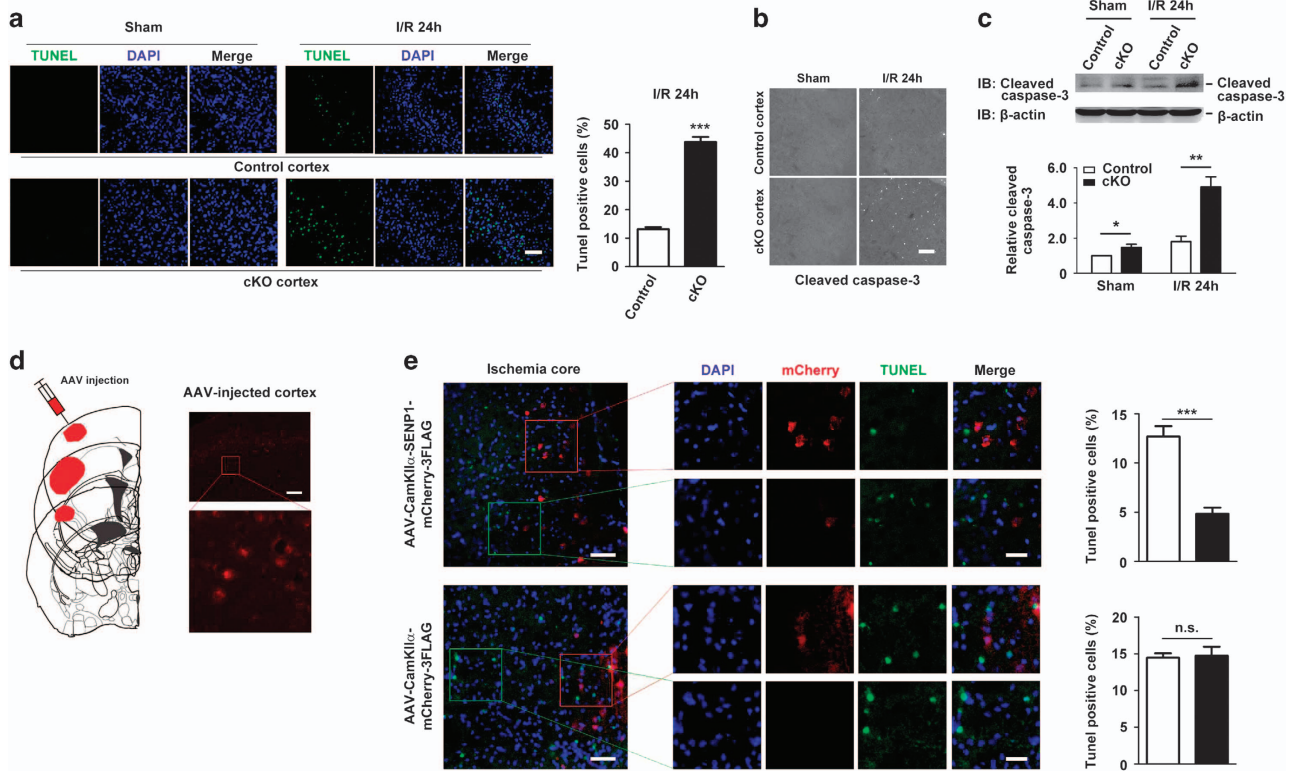 a
Sham
I/R 24h
TUNEL DAPI Merge TUNEL DAPI Merge
Control cortex
cKO cortex
I/R 24h
Tunel positive cells (%)
50
40
30
20
10
0
***
Control
cKO
b
Sham
I/R 24h
Control cortex
cKO cortex
Cleaved caspase-3
c
Sham
I/R 24h
Control
cKO
Control
cKO
IB: Cleaved
caspase-3
Cleaved
caspase-3
IB: β-actin
β-actin
Relative cleaved
caspase-3
6.0
4.0
2.0
0
Control
cKO
*
**
Sham
I/R 24h
d
AAV injection
AAV-injected cortex
e
Ischemia core
DAPI
mCherry
TUNEL
Merge
AAV-CamKIIα-SENP1-
mCherry-3FLAG
Tunel positive cells (%)
15
10
5
0
***
AAV-CamKIIα-
mCherry-3FLAG
Tunel positive cells (%)
20
15
10
15
0
n.s.